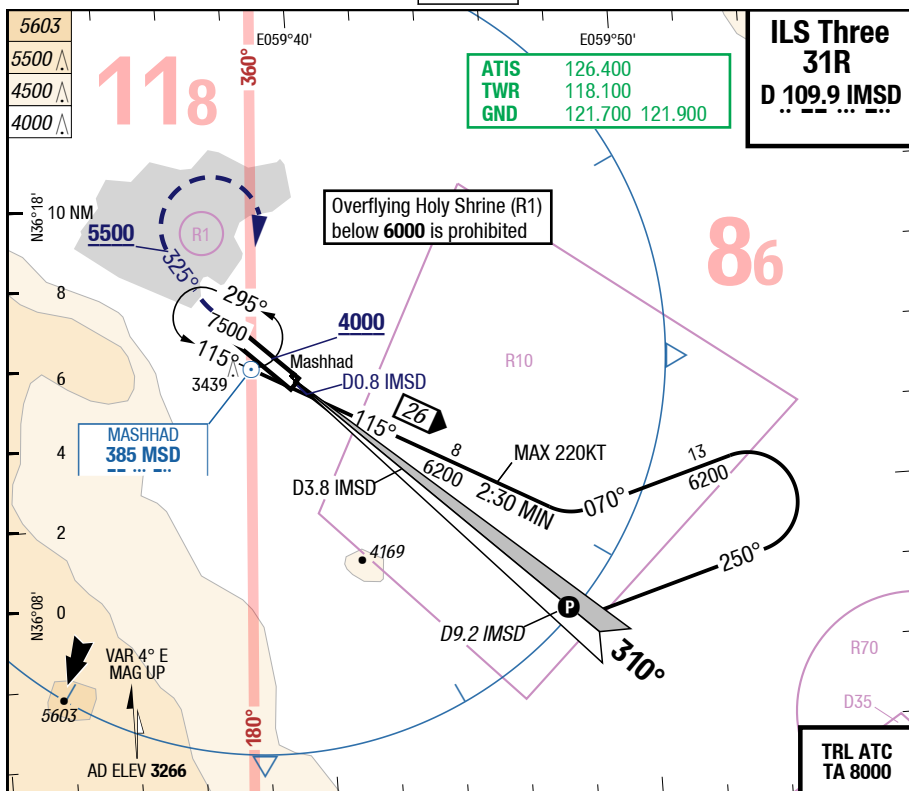 5603
5500
4500
4000
118
360°
E059°40'
E059°50'
ATIS 126.400
TWR 118.100
GND 121.700 121.900
ILS Three
31R
D 109.9 IMSD
N36°18'
10 NM
R1
5500
325°
Overflying Holy Shrine (R1)
below 6000 is prohibited
86
8
295°
7500
4000
115°
Mashhad
R10
6
3439
D0.8 IMSD
26
115°
MASHHAD
385 MSD
4
8
6200
MAX 220KT
13
6200
D3.8 IMSD
2:30 MIN
070°
2
4169
250°
N36°08'
0
P
D9.2 IMSD
310°
R70
VAR 4° E
MAG UP
D35
5603
180°
AD ELEV 3266
TRL ATC
TA 8000